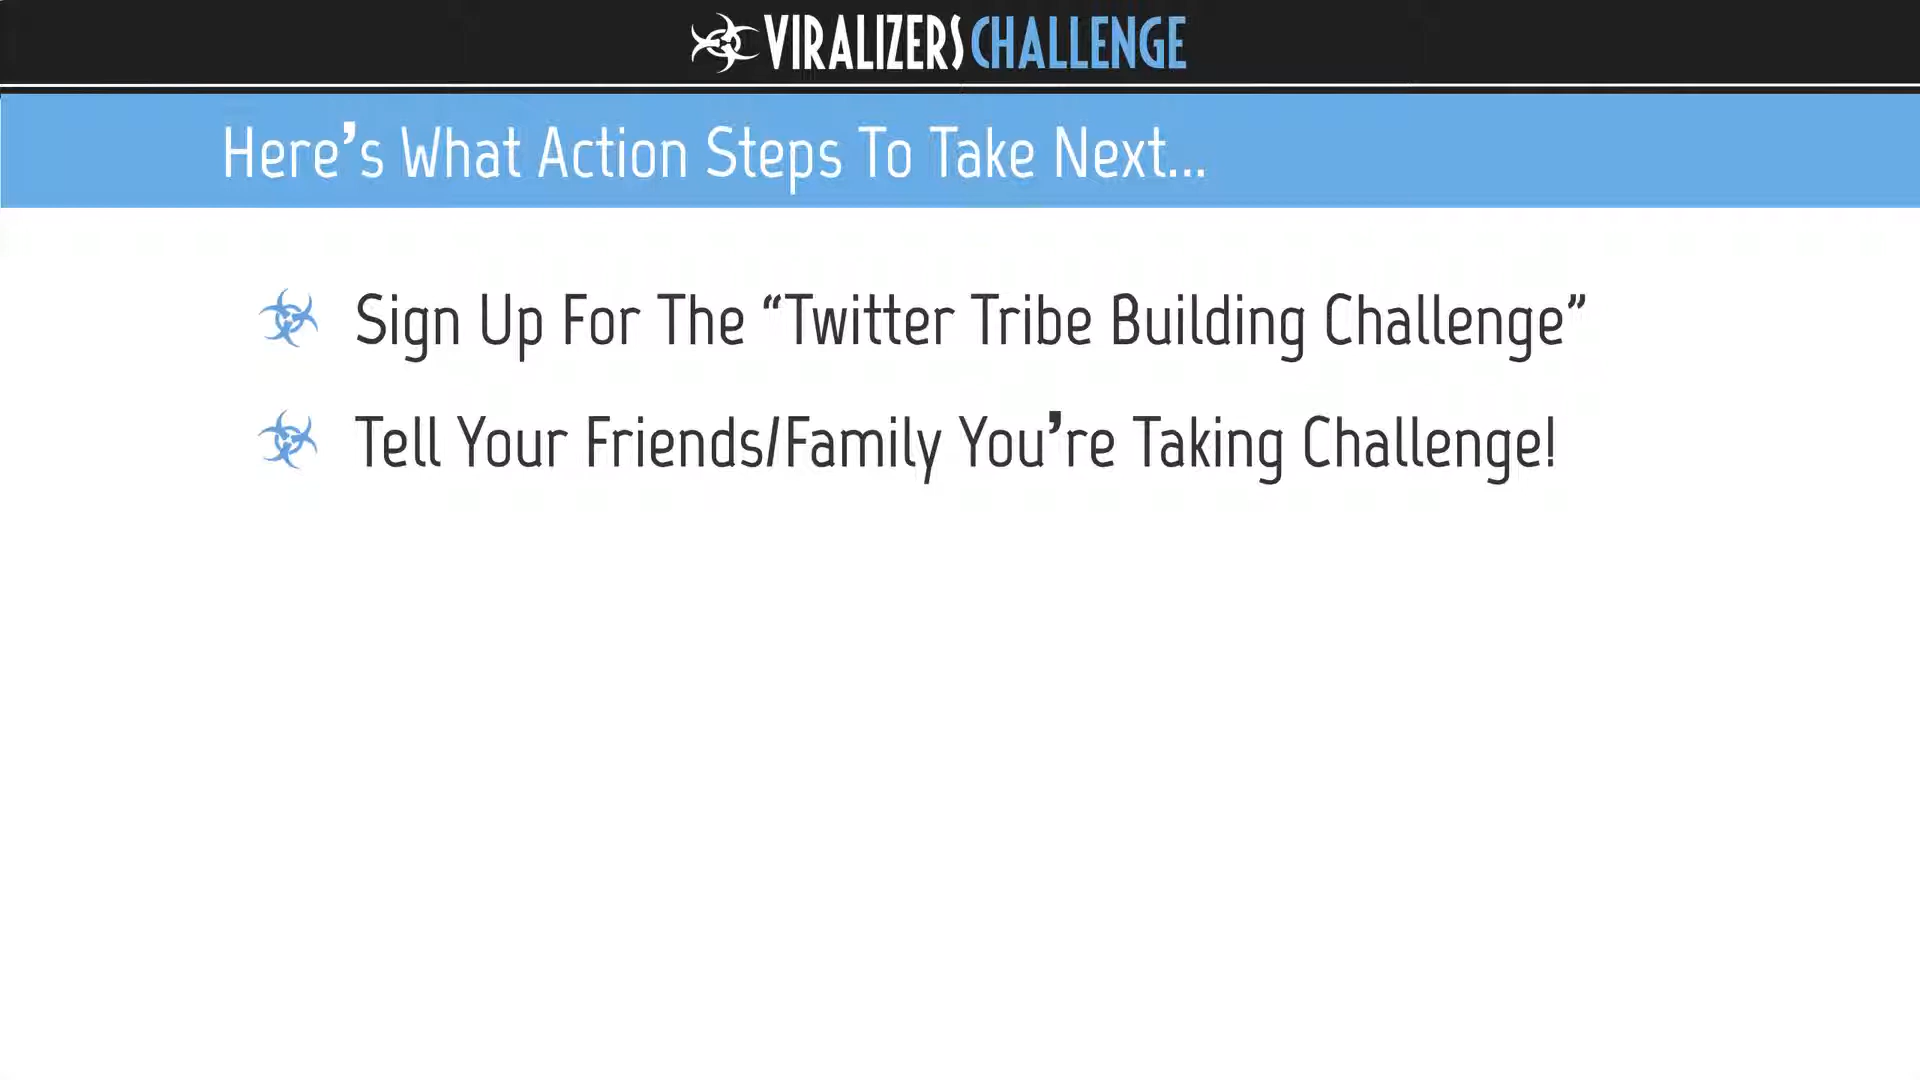 VIRALIZERS CHALLENGE
Here's What Action Steps To Take Next...
Sign Up For The “Twitter Tribe Building Challenge”
Tell Your Friends/Family You're Taking Challenge!